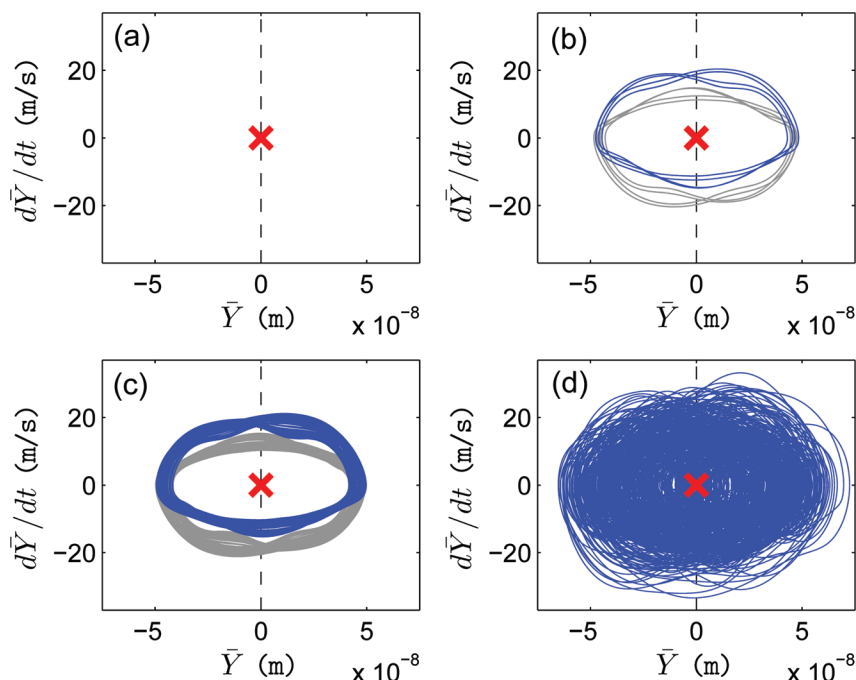 (a)
20
0
−20
dȲ/dt (m/s)
−5 0 5
Ȳ (m)
x 10⁻⁸
(b)
20
0
−20
dȲ/dt (m/s)
−5 0 5
Ȳ (m)
x 10⁻⁸
(c)
20
0
−20
dȲ/dt (m/s)
−5 0 5
Ȳ (m)
x 10⁻⁸
(d)
20
0
−20
dȲ/dt (m/s)
−5 0 5
Ȳ (m)
x 10⁻⁸